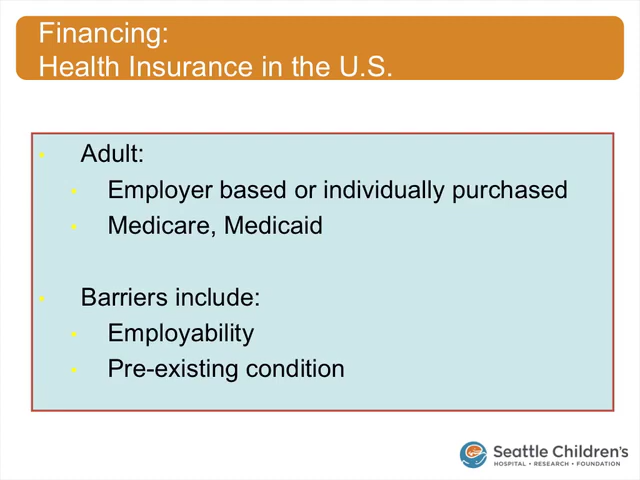 Financing:
Health Insurance in the U.S.
• Adult:
• Employer based or individually purchased
• Medicare, Medicaid
• Barriers include:
• Employability
• Pre-existing condition
Seattle Children's
HOSPITAL • RESEARCH • FOUNDATION